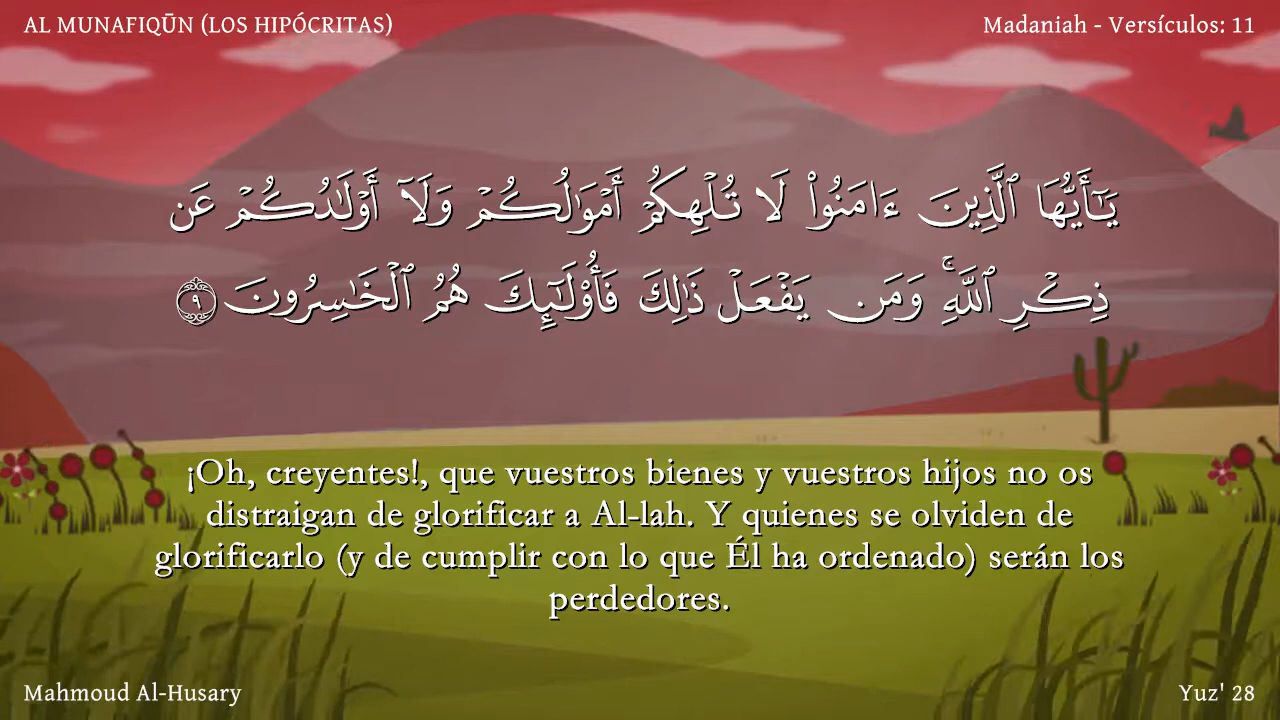 AL MUNAFIQŪN (LOS HIPÓCRITAS)
Madaniah - Versículos: 11
يَـٰٓأَيُّهَا ٱلَّذِينَ ءَامَنُوا۟ لَا تُلْهِكُمْ أَمْوَٰلُكُمْ وَلَآ أَوْلَـٰدُكُمْ عَن
ذِكْرِ ٱللَّهِ ۚ وَمَن يَفْعَلْ ذَٰلِكَ فَأُو۟لَـٰٓئِكَ هُمُ ٱلْخَـٰسِرُونَ ٩
¡Oh, creyentes!, que vuestros bienes y vuestros hijos no os
distraigan de glorificar a Al-lah. Y quienes se olviden de
glorificarlo (y de cumplir con lo que Él ha ordenado) serán los
perdedores.
Mahmoud Al-Husary
Yuz' 28